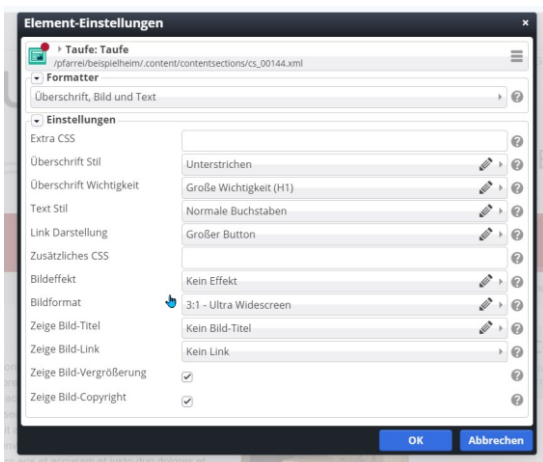 Element-Einstellungen ×
Taufe: Taufe
/pfarrei/beispielheim/.content/contentsections/cs_00144.xml
Formatter
Überschrift, Bild und Text
Einstellungen
Extra CSS
Überschrift Stil Unterstrichen
Überschrift Wichtigkeit Große Wichtigkeit (H1)
Text Stil Normale Buchstaben
Link Darstellung Großer Button
Zusätzliches CSS
Bildeffekt Kein Effekt
Bildformat 3:1 - Ultra Widescreen
Zeige Bild-Titel Kein Bild-Titel
Zeige Bild-Link Kein Link
Zeige Bild-Vergrößerung
Zeige Bild-Copyright
OK Abbrechen